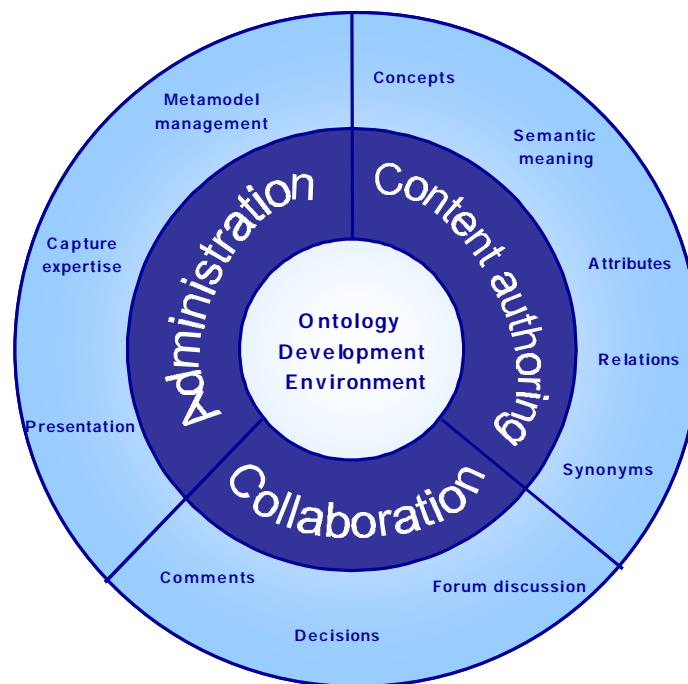 Concepts
Metamodel
management
Semantic
meaning
Capture
expertise
Attributes
Relations
Presentation
Synonyms
Administration
Content authoring
Collaboration
Ontology
Development
Environment
Comments
Forum discussion
Decisions